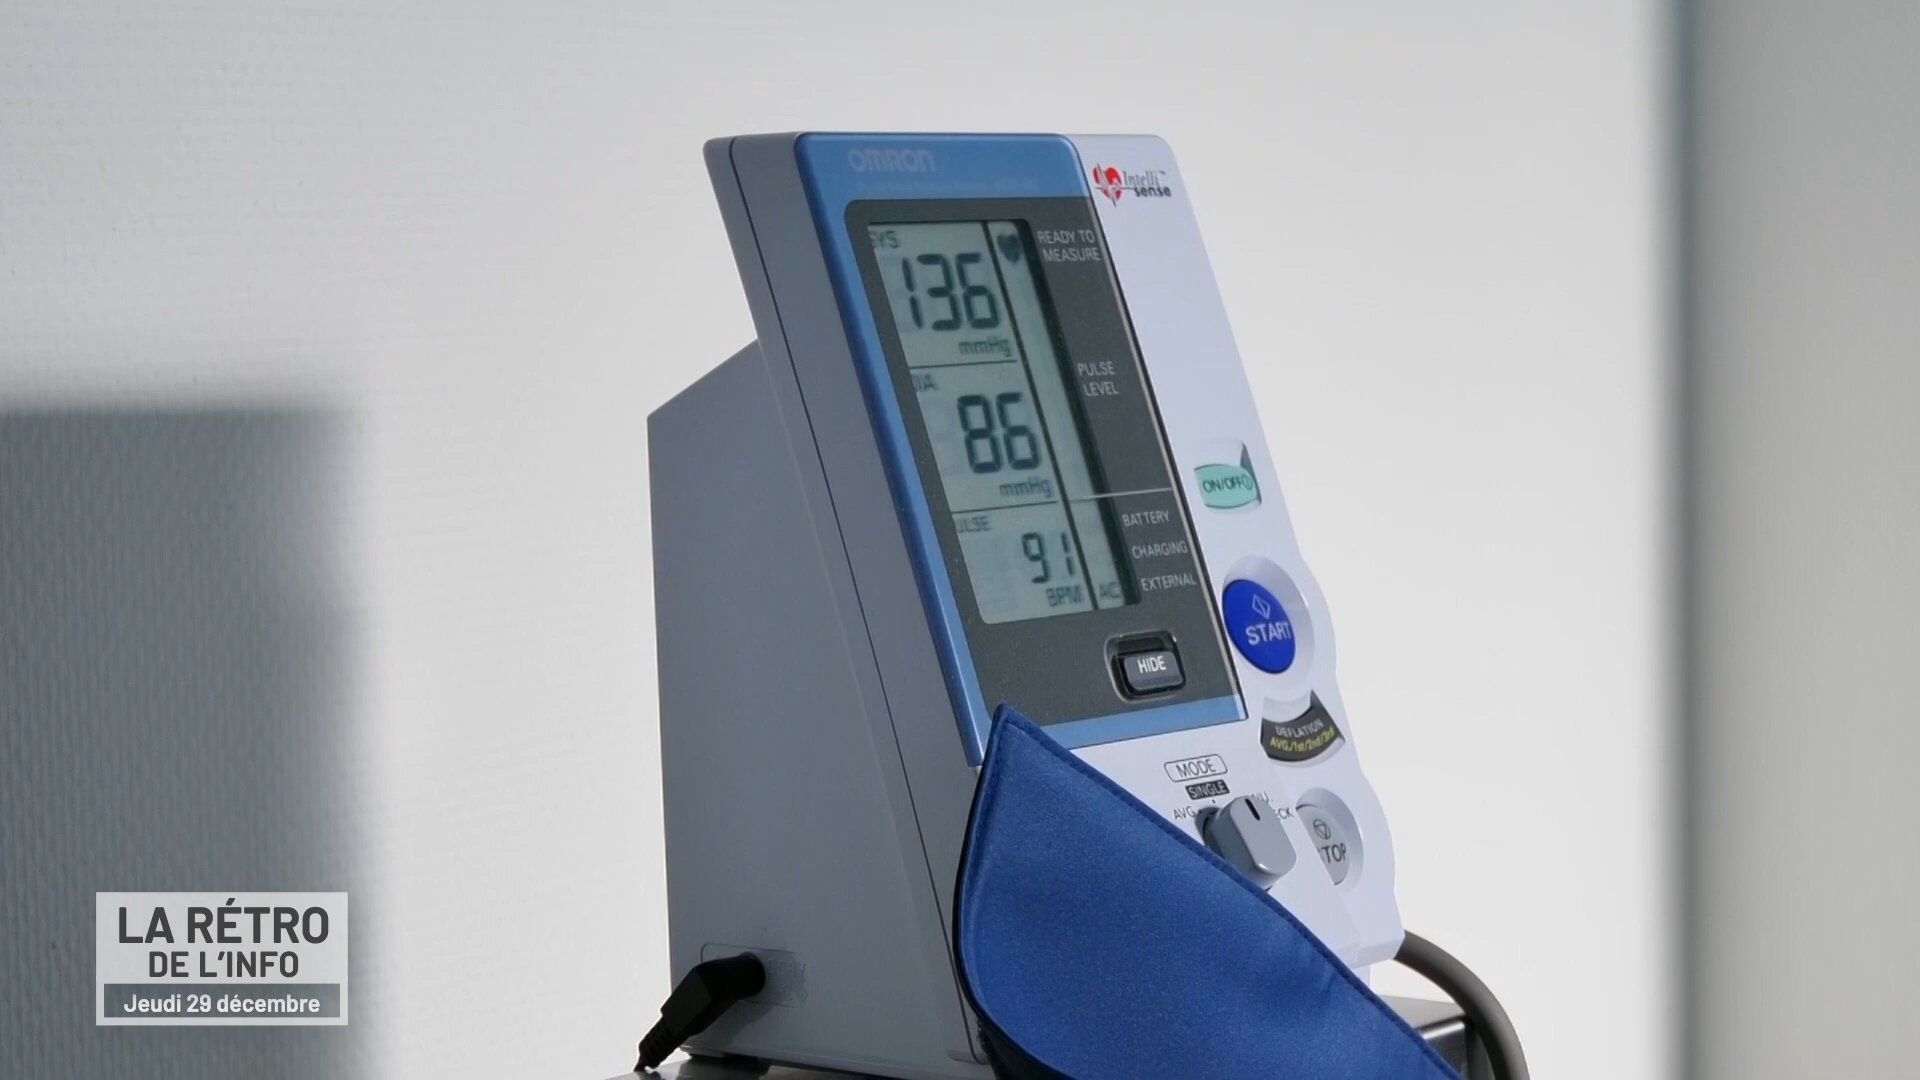 OMRON
Intelli™
sense
SYS
136
mmHg
READY TO
MEASURE
PULSE
LEVEL
DIA
86
mmHg
PULSE
91
BPM
AC
BATTERY
CHARGING
EXTERNAL
HIDE
ON/OFF
START
DEFLATION
AVG./1st/2nd/3rd
MODE
SINGLE
AVG.
STOP
LA RÉTRO
DE L'INFO
Jeudi 29 décembre